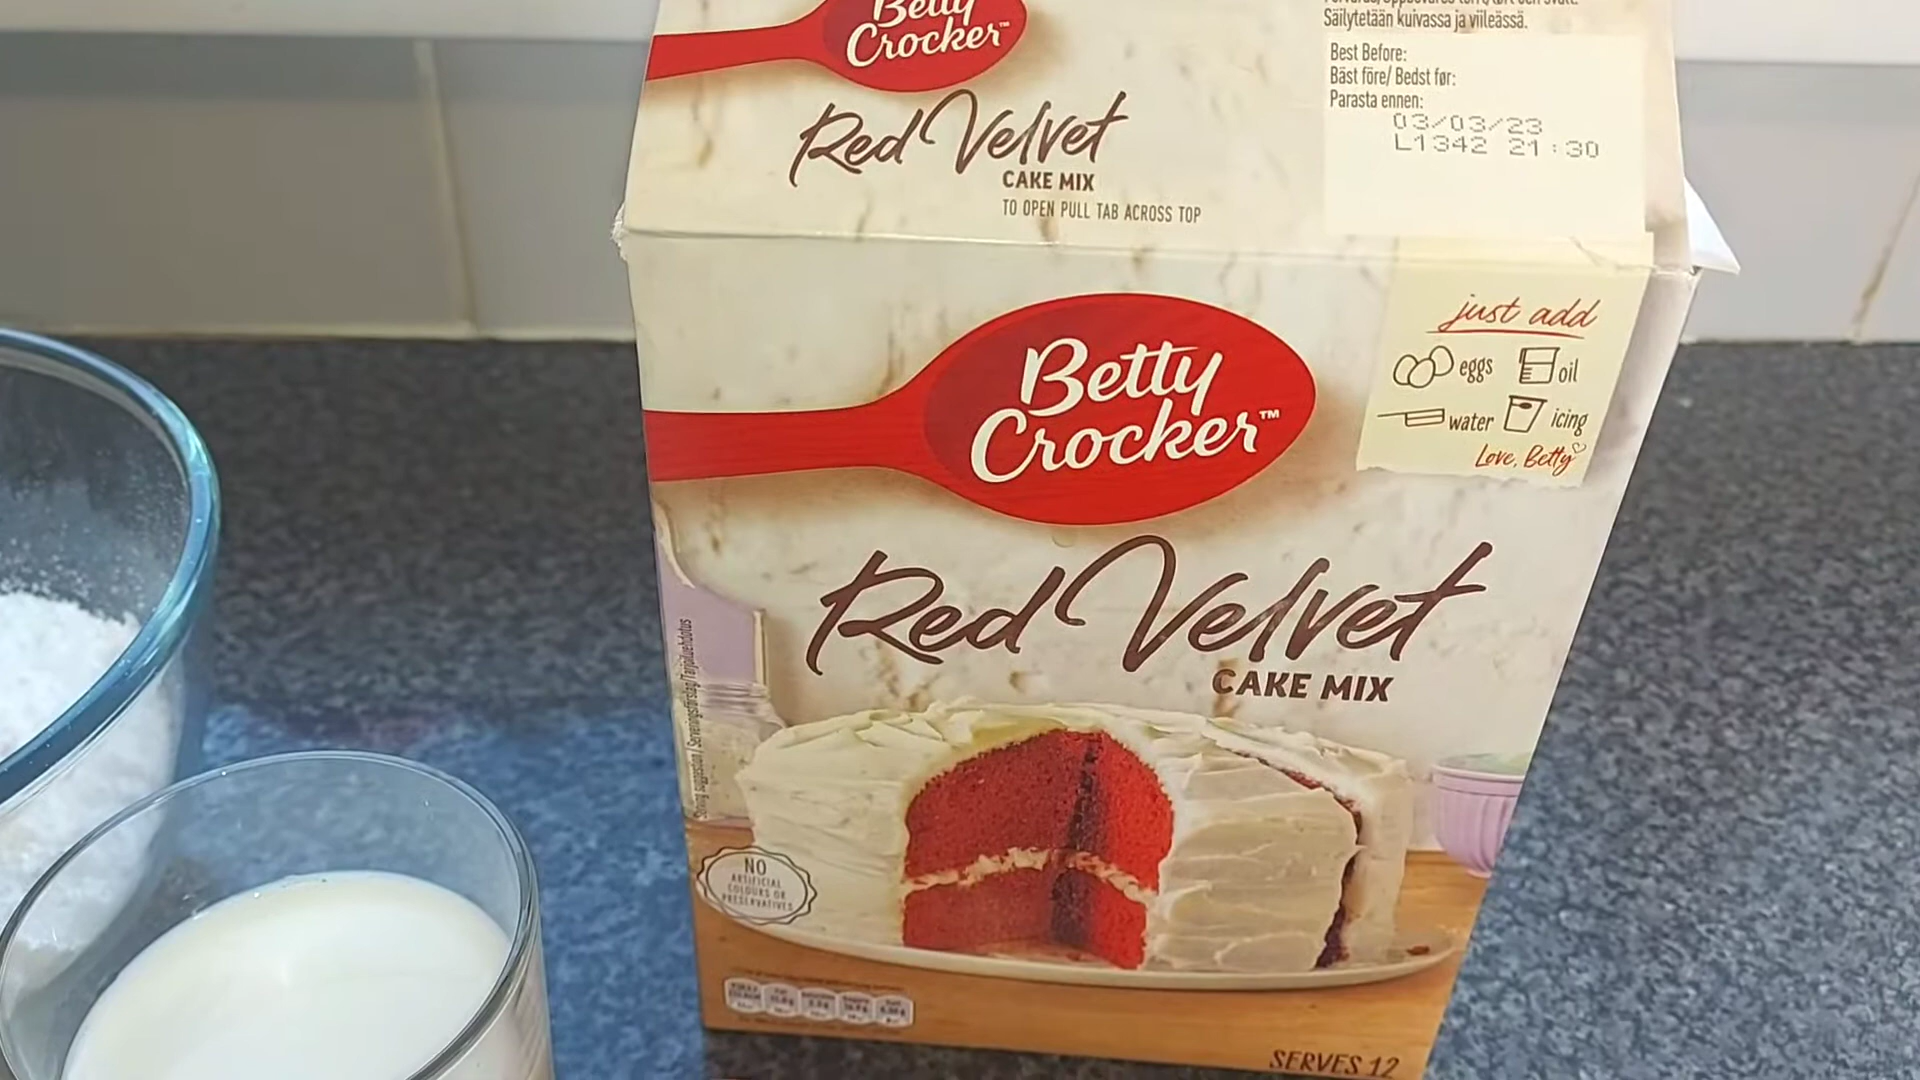 Betty
Crocker™
Red Velvet
CAKE MIX
TO OPEN PULL TAB ACROSS TOP
Säilytetään kuivassa ja viileässä.
Best Before:
Bäst före/ Bedst før:
Parasta ennen:
03/03/23
L1342 21:30
just add
eggs oil
water icing
Love, Betty
Betty
Crocker™
Red Velvet
CAKE MIX
NO
ARTIFICIAL
COLOURS OR
PRESERVATIVES
SERVES 12